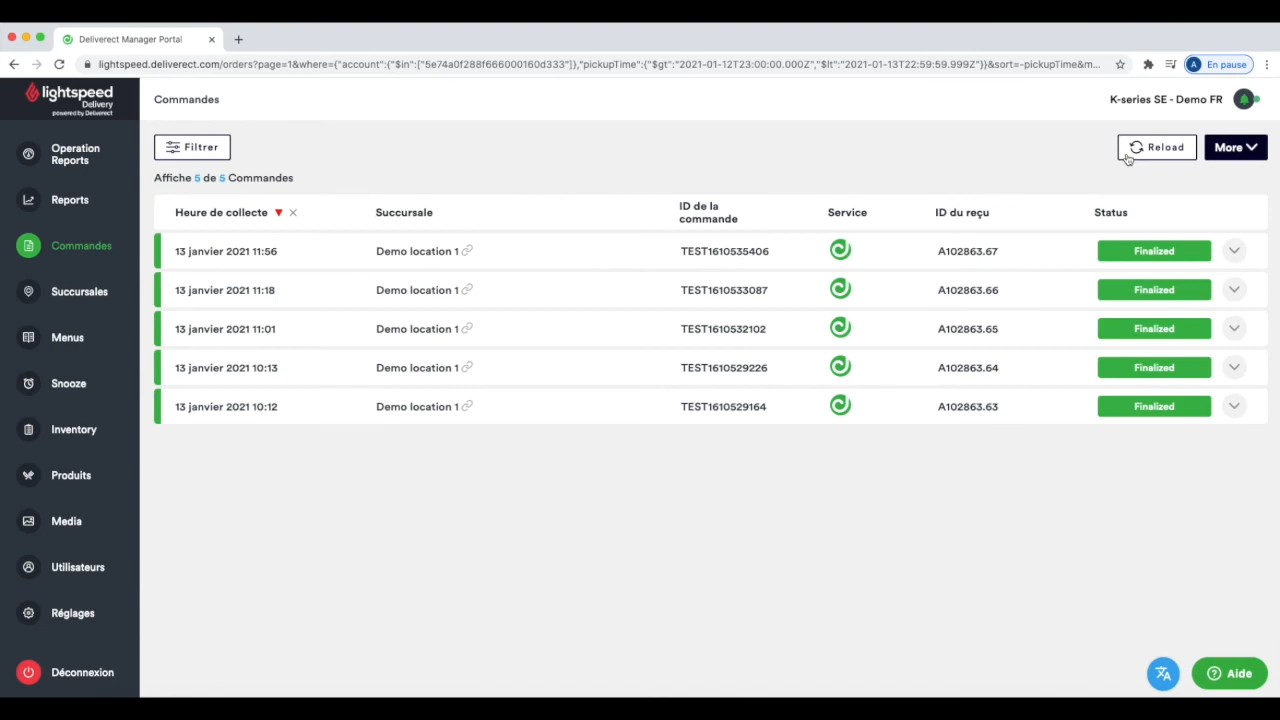 Deliverect Manager Portal
lightspeed.deliverect.com/orders?page=1&where={"account":{"$in":["5e74a0f288f666000160d333"]},"pickupTime":{"$gt":"2021-01-12T23:00:00.000Z","$lt":"2021-01-13T22:59:59.999Z"}}&sort=-pickupTime&m...
A En pause
lightspeed
Delivery
powered by Deliverect
Commandes
K-series SE - Demo FR
Operation
Reports
Reports
Commandes
Succursales
Menus
Snooze
Inventory
Produits
Media
Utilisateurs
Réglages
Déconnexion
Filtrer
Reload
More
Affiche 5 de 5 Commandes
Heure de collecte Succursale ID de la commande Service ID du reçu Status
13 janvier 2021 11:56 Demo location 1 TEST1610535406 A102863.67 Finalized
13 janvier 2021 11:18 Demo location 1 TEST1610533087 A102863.66 Finalized
13 janvier 2021 11:01 Demo location 1 TEST1610532102 A102863.65 Finalized
13 janvier 2021 10:13 Demo location 1 TEST1610529226 A102863.64 Finalized
13 janvier 2021 10:12 Demo location 1 TEST1610529164 A102863.63 Finalized
Aide